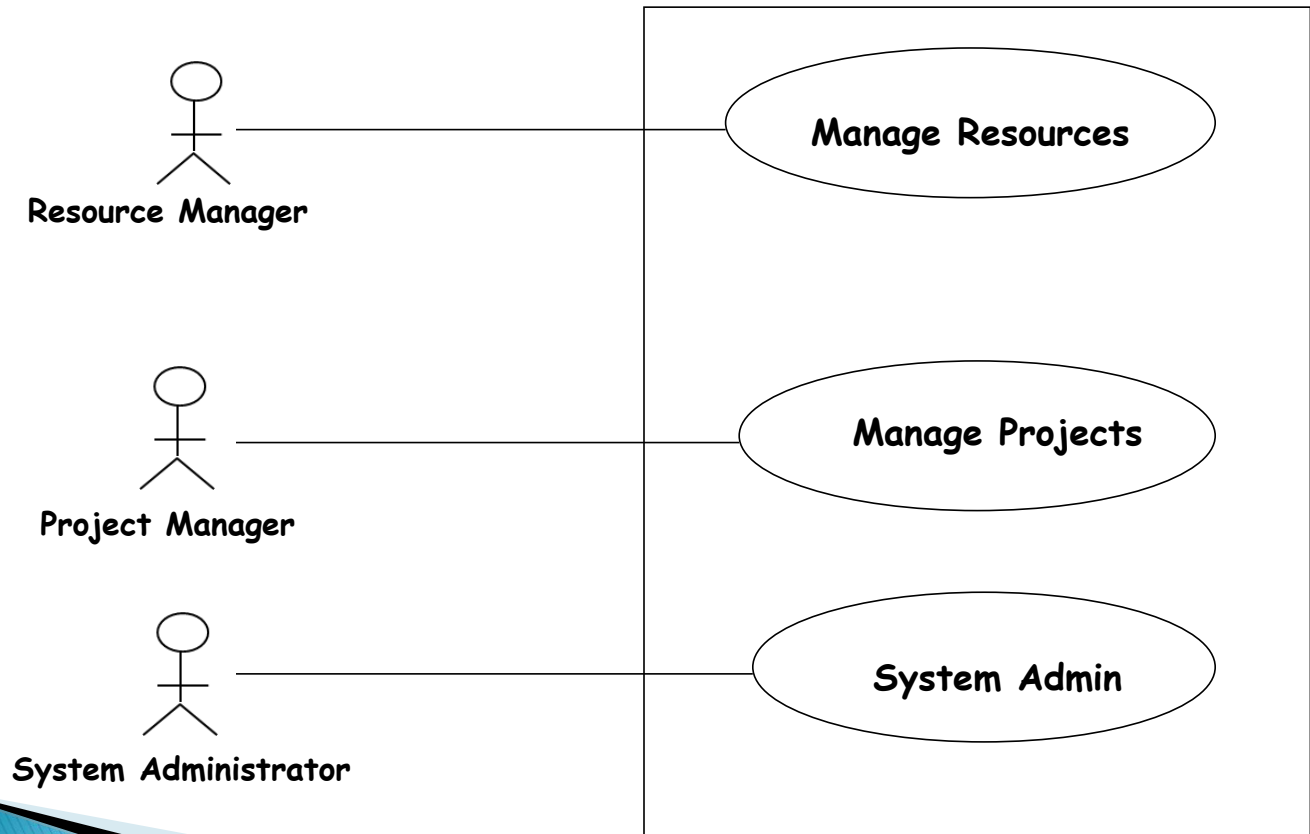 Manage Resources
Resource Manager
Manage Projects
Project Manager
System Admin
System Administrator